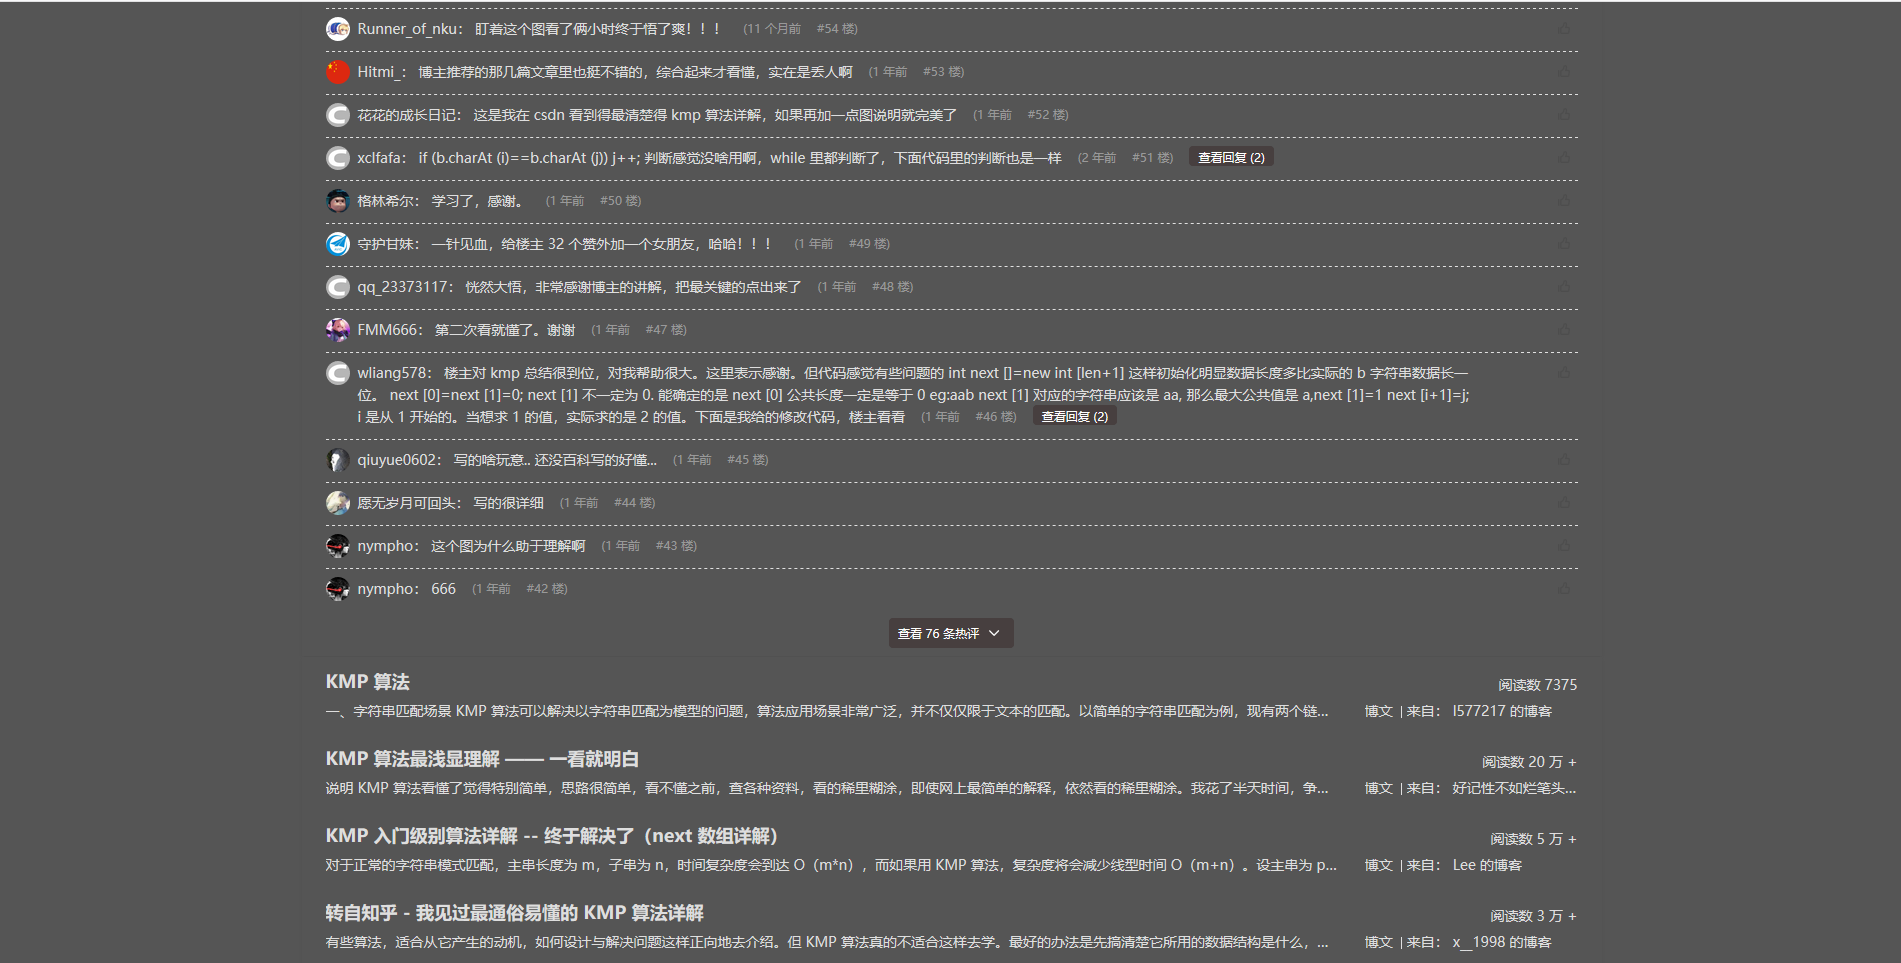 Runner_of_nku： 盯着这个图看了俩小时终于悟了爽！！！ (11 个月前 #54 楼)
Hitmi_： 博主推荐的那几篇文章里也挺不错的，综合起来才看懂，实在是丢人啊 (1 年前 #53 楼)
花花的成长日记： 这是我在 csdn 看到得最清楚得 kmp 算法详解，如果再加一点图说明就完美了 (1 年前 #52 楼)
xclfafa： if (b.charAt (i)==b.charAt (j)) j++; 判断感觉没啥用啊，while 里都判断了，下面代码里的判断也是一样 (2 年前 #51 楼) 查看回复 (2)
格林希尔： 学习了，感谢。 (1 年前 #50 楼)
守护甘妹： 一针见血，给楼主 32 个赞外加一个女朋友，哈哈！！！ (1 年前 #49 楼)
qq_23373117： 恍然大悟，非常感谢博主的讲解，把最关键的点出来了 (1 年前 #48 楼)
FMM666： 第二次看就懂了。谢谢 (1 年前 #47 楼)
wliang578： 楼主对 kmp 总结很到位，对我帮助很大。这里表示感谢。但代码感觉有些问题的 int next []=new int [len+1] 这样初始化明显数据长度多比实际的 b 字符串数据长一
位。 next [0]=next [1]=0; next [1] 不一定为 0. 能确定的是 next [0] 公共长度一定是等于 0 eg:aab next [1] 对应的字符串应该是 aa, 那么最大公共值是 a,next [1]=1 next [i+1]=j;
i 是从 1 开始的。当想求 1 的值，实际求的是 2 的值。下面是我给的修改代码，楼主看看 (1 年前 #46 楼) 查看回复 (2)
qiuyue0602： 写的啥玩意.. 还没百科写的好懂... (1 年前 #45 楼)
愿无岁月可回头： 写的很详细 (1 年前 #44 楼)
nympho： 这个图为什么助于理解啊 (1 年前 #43 楼)
nympho： 666 (1 年前 #42 楼)
查看 76 条热评
KMP 算法 阅读数 7375
一、字符串匹配场景 KMP 算法可以解决以字符串匹配为模型的问题，算法应用场景非常广泛，并不仅仅限于文本的匹配。以简单的字符串匹配为例，现有两个链... 博文 | 来自： l577217 的博客
KMP 算法最浅显理解 —— 一看就明白 阅读数 20 万 +
说明 KMP 算法看懂了觉得特别简单，思路很简单，看不懂之前，查各种资料，看的稀里糊涂，即使网上最简单的解释，依然看的稀里糊涂。我花了半天时间，争... 博文 | 来自： 好记性不如烂笔头...
KMP 入门级别算法详解 -- 终于解决了（next 数组详解） 阅读数 5 万 +
对于正常的字符串模式匹配，主串长度为 m，子串为 n，时间复杂度会到达 O（m*n），而如果用 KMP 算法，复杂度将会减少线型时间 O（m+n）。设主串为 p... 博文 | 来自： Lee 的博客
转自知乎 - 我见过最通俗易懂的 KMP 算法详解 阅读数 3 万 +
有些算法，适合从它产生的动机，如何设计与解决问题这样正向地去介绍。但 KMP 算法真的不适合这样去学。最好的办法是先搞清楚它所用的数据结构是什么，... 博文 | 来自： x__1998 的博客